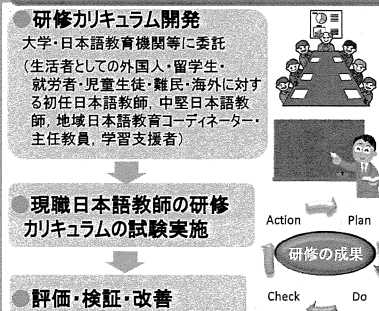 ●研修カリキュラム開発
大学・日本語教育機関等に委託
（生活者としての外国人・留学生・
就労者・児童生徒・難民・海外に対す
る初任日本語教師，中堅日本語教
師，地域日本語教育コーディネーター・
主任教員，学習支援者）
●現職日本語教師の研修
カリキュラムの試験実施
●評価・検証・改善
Action
Plan
研修の成果
Check
Do